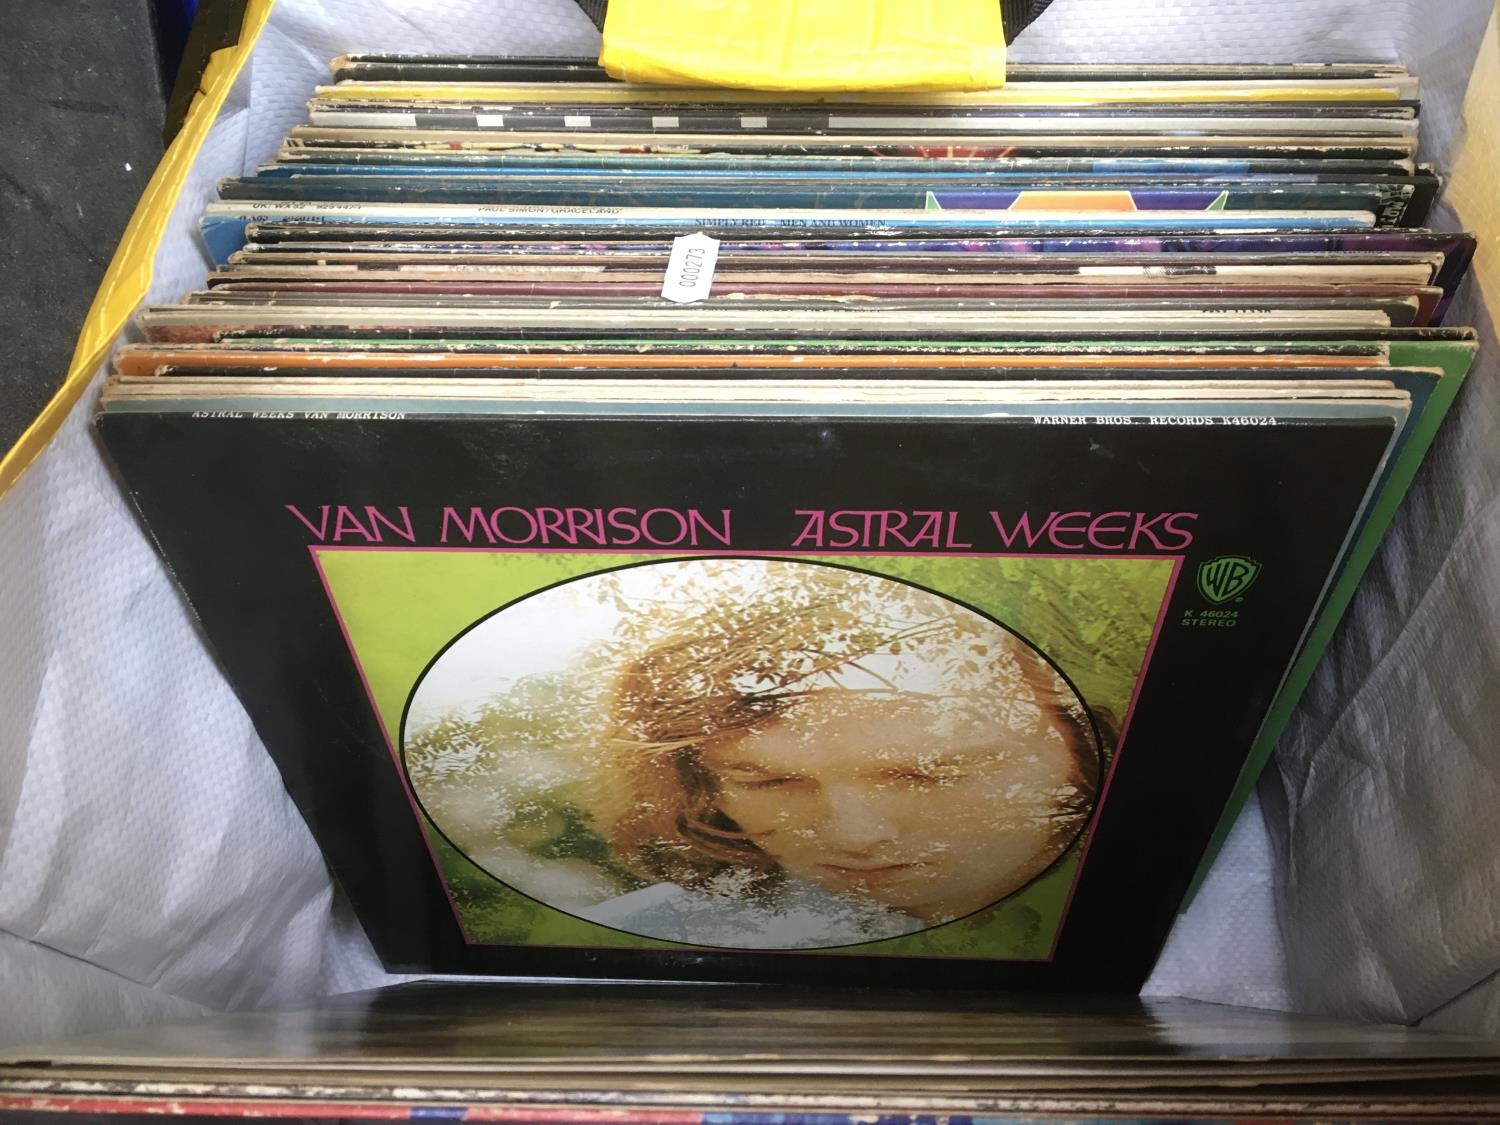 PAUL SIMON/GRACELAND
SIMPLY RED MEN AND WOMEN
000273
ASTRAL WEEKS VAN MORRISON
WARNER BROS. RECORDS K46024
VAN MORRISON ASTRAL WEEKS
WB
K 46024
STEREO